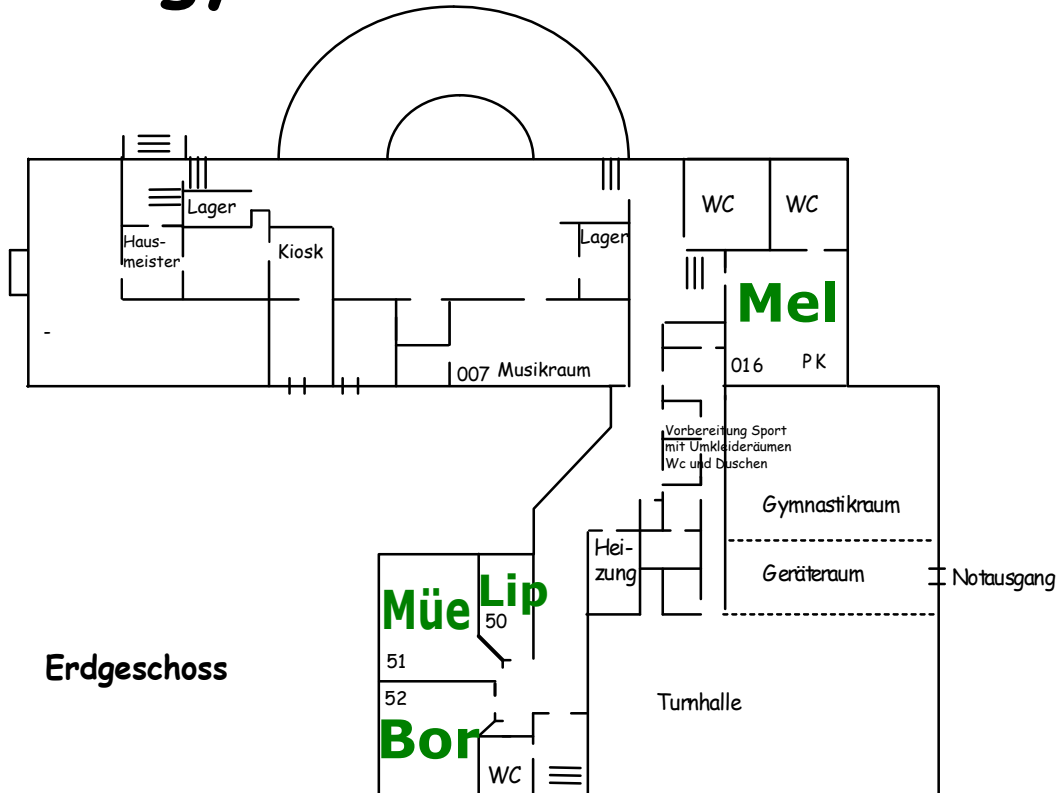 Lager
WC
WC
Haus-
meister
Kiosk
Lager
Mel
-
007 Musikraum
016
PK
Vorbereitung Sport
mit Umkleideräumen
Wc und Duschen
Gymnastikraum
Hei-
zung
Geräteraum
Notausgang
Müe
Lip
50
51
Erdgeschoss
52
Turnhalle
Bor
WC